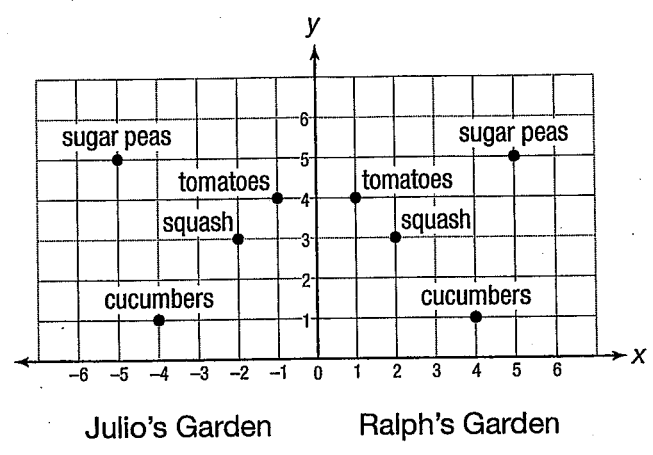 y
6
sugar peas sugar peas
5
tomatoes tomatoes
4
squash squash
3
2
cucumbers cucumbers
1
x
-6 -5 -4 -3 -2 -1 0 1 2 3 4 5 6
Julio's Garden Ralph's Garden